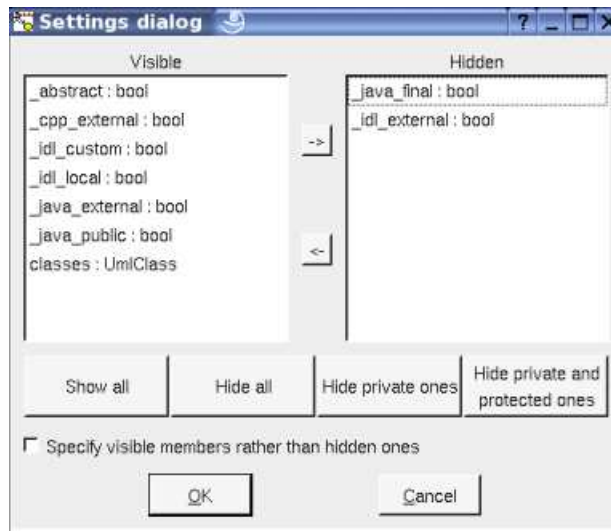 Settings dialog
Visible
Hidden
_abstract : bool
_cpp_external : bool
_idl_custom : bool
_idl_local : bool
_java_external : bool
_java_public : bool
classes : UmlClass
_java_final : bool
_idl_external : bool
->
<-
Show all
Hide all
Hide private ones
Hide private and
protected ones
Specify visible members rather than hidden ones
OK
Cancel